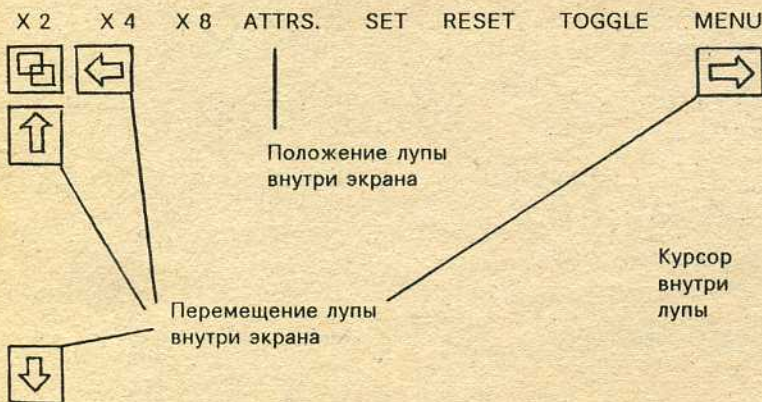 X 2 X 4 X 8 ATTRS. SET RESET TOGGLE MENU
Положение лупы
внутри экрана
Курсор
внутри
лупы
Перемещение лупы
внутри экрана